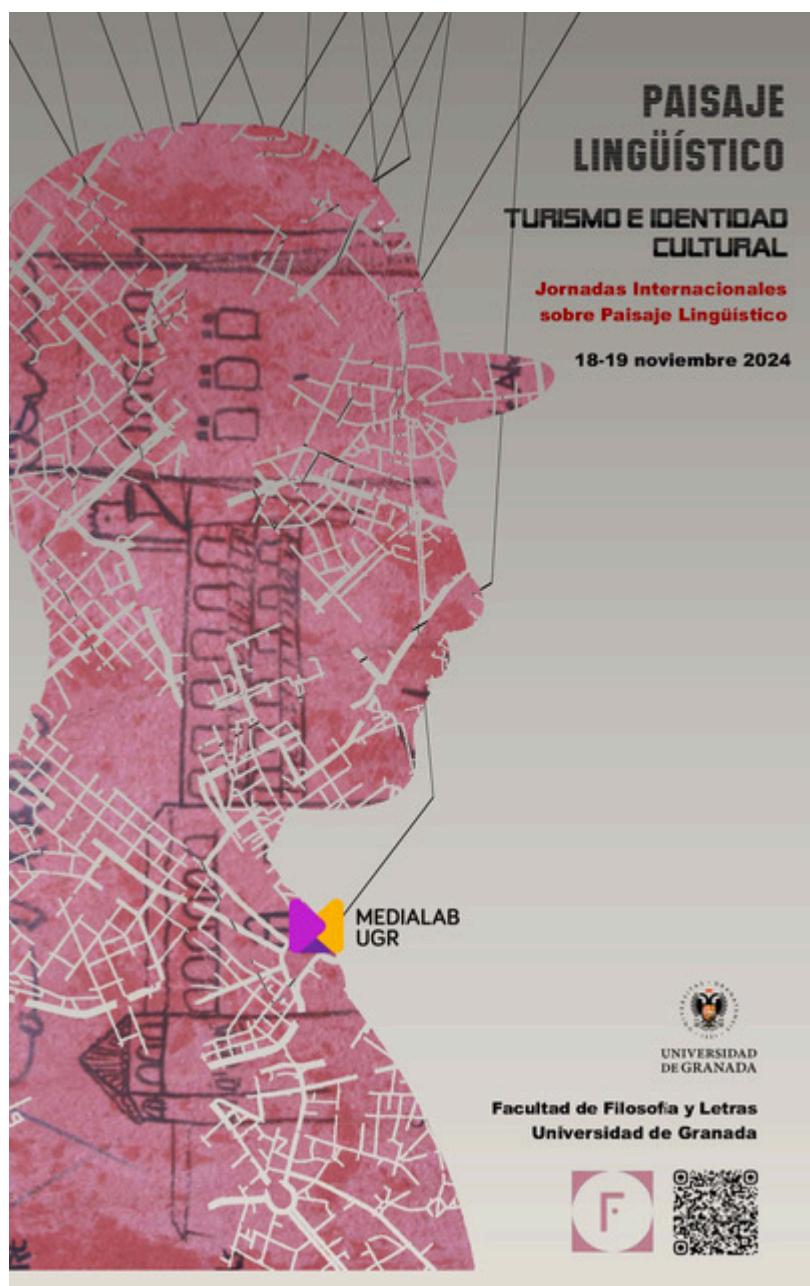 PAISAJE
LINGÜÍSTICO
TURISMO E IDENTIDAD
CULTURAL
Jornadas Internacionales
sobre Paisaje Lingüístico
18-19 noviembre 2024
MEDIALAB
UGR
UNIVERSIDAD
DE GRANADA
Facultad de Filosofía y Letras
Universidad de Granada
F